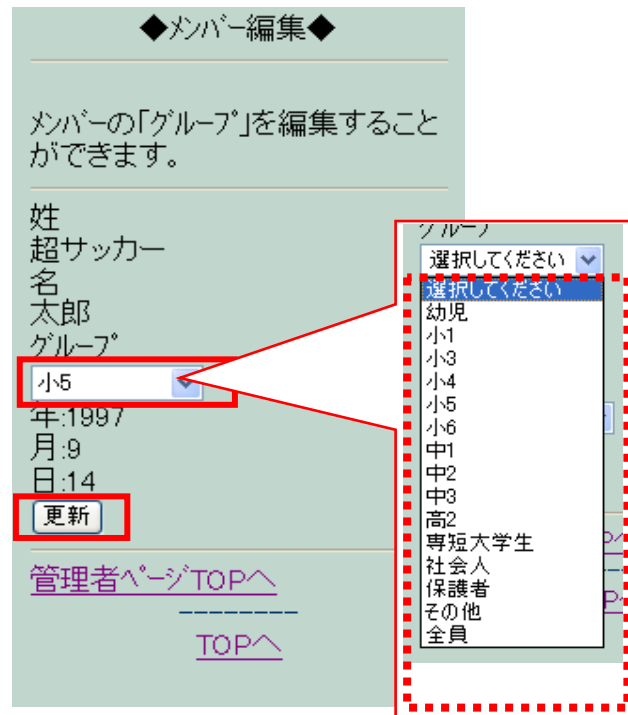 ◆メンバー編集◆
メンバーの「グループ」を編集すること
ができます。
姓
超サッカー
名
太郎
グループ
小5
年:1997
月:9
日:14
更新
管理者ページTOPへ
--------
TOPへ
グループ
選択してください
選択してください
幼児
小1
小3
小4
小5
小6
中1
中2
中3
高2
専短大学生
社会人
保護者
その他
全員